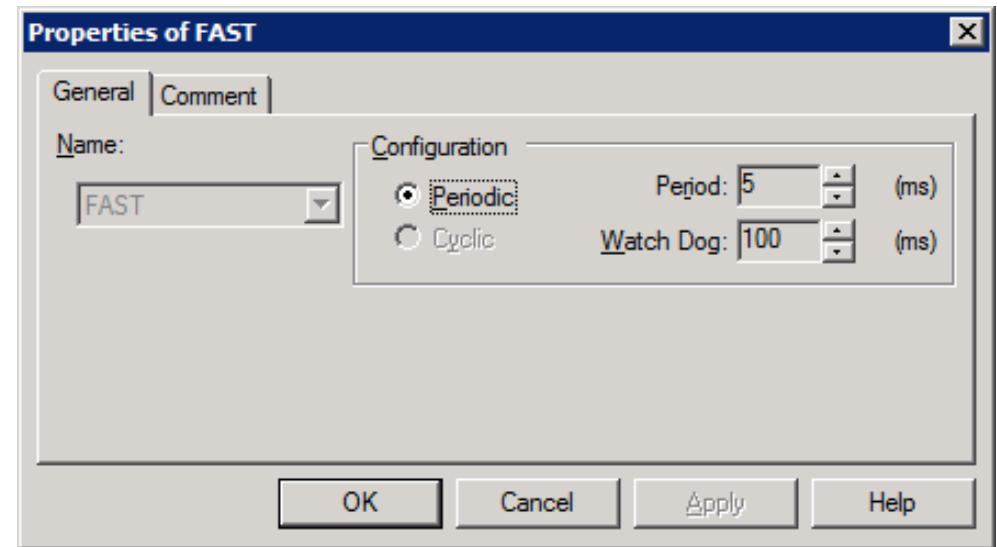 Properties of FAST
General Comment
Name:
FAST
Configuration
Periodic
Cyclic
Period: 5 (ms)
Watch Dog: 100 (ms)
OK Cancel Apply Help